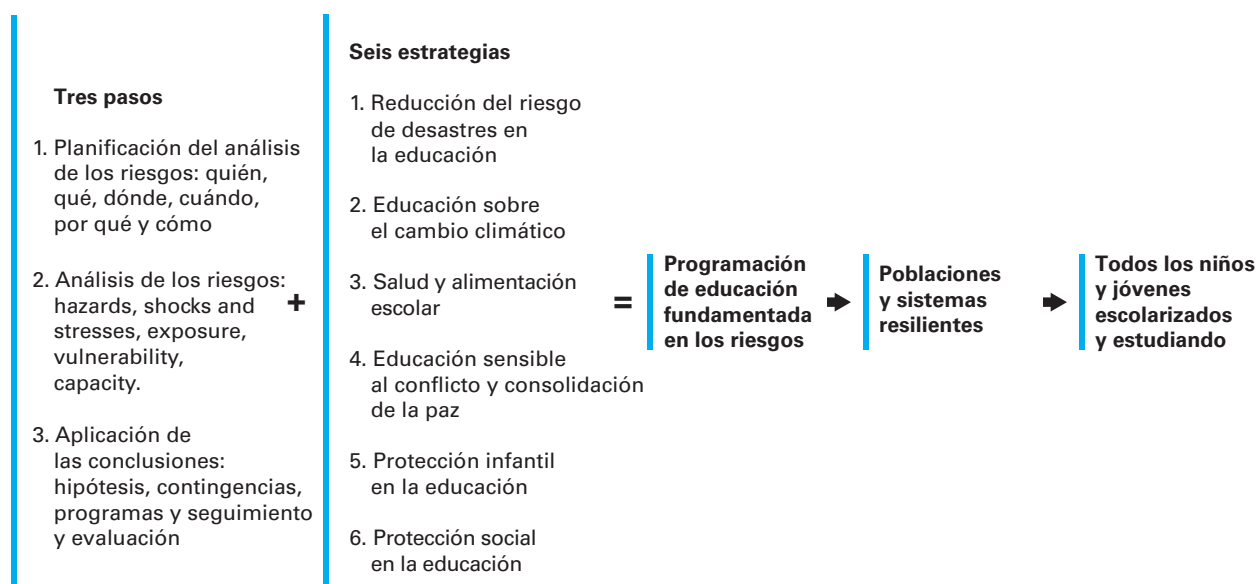 Tres pasos
1. Planificación del análisis
de los riesgos: quién,
qué, dónde, cuándo,
por qué y cómo
2. Análisis de los riesgos:
hazards, shocks and
stresses, exposure,
vulnerability,
capacity.
3. Aplicación de
las conclusiones:
hipótesis, contingencias,
programas y seguimiento
y evaluación
+
Seis estrategias
1. Reducción del riesgo
de desastres en
la educación
2. Educación sobre
el cambio climático
3. Salud y alimentación
escolar
4. Educación sensible
al conflicto y consolidación
de la paz
5. Protección infantil
en la educación
6. Protección social
en la educación
=
Programación
de educación
fundamentada
en los riesgos
Poblaciones
y sistemas
resilientes
Todos los niños
y jóvenes
escolarizados
y estudiando